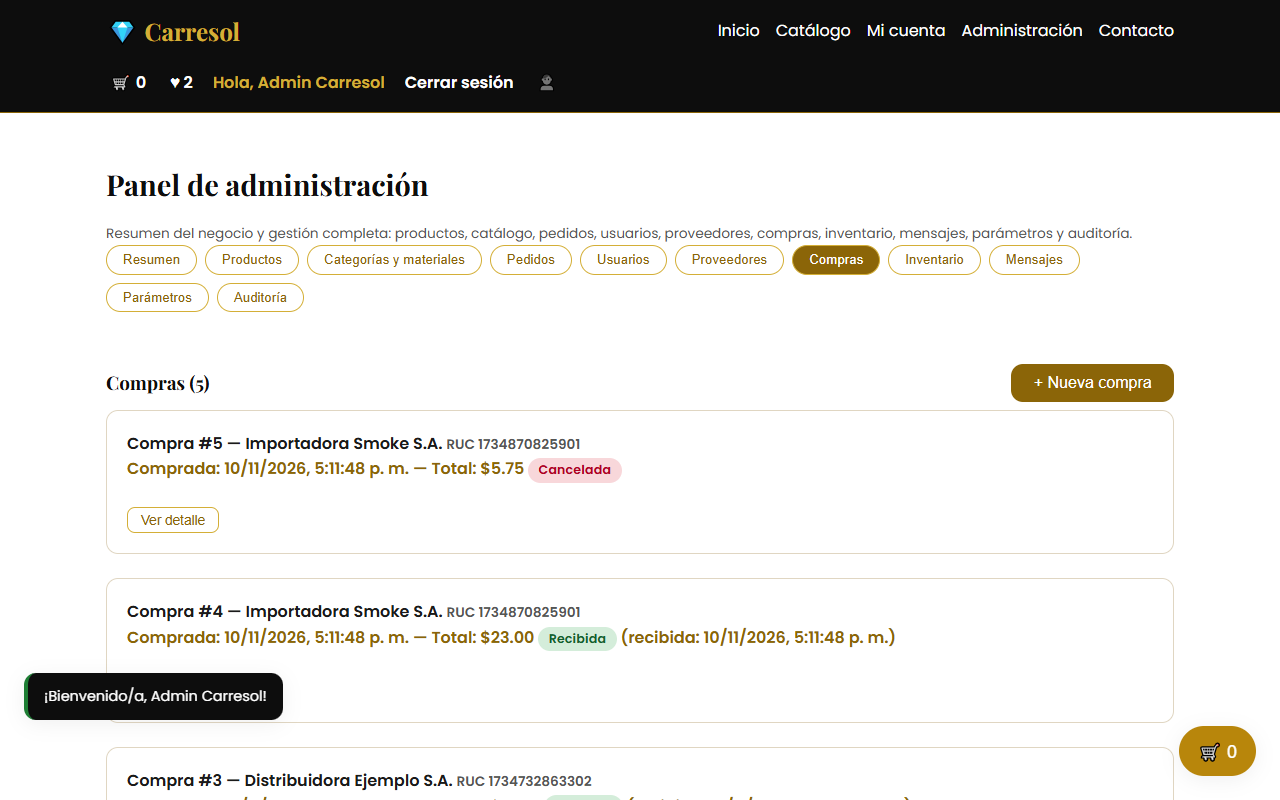 Carresol
Inicio Catálogo Mi cuenta Administración Contacto
0 2 Hola, Admin Carresol Cerrar sesión
Panel de administración
Resumen del negocio y gestión completa: productos, catálogo, pedidos, usuarios, proveedores, compras, inventario, mensajes, parámetros y auditoría.
Resumen Productos Categorías y materiales Pedidos Usuarios Proveedores Compras Inventario Mensajes
Parámetros Auditoría
Compras (5)
+ Nueva compra
Compra #5 — Importadora Smoke S.A. RUC 1734870825901
Comprada: 10/11/2026, 5:11:48 p. m. — Total: $5.75 Cancelada
Ver detalle
Compra #4 — Importadora Smoke S.A. RUC 1734870825901
Comprada: 10/11/2026, 5:11:48 p. m. — Total: $23.00 Recibida (recibida: 10/11/2026, 5:11:48 p. m.)
¡Bienvenido/a, Admin Carresol!
0
Compra #3 — Distribuidora Ejemplo S.A. RUC 1734732863302